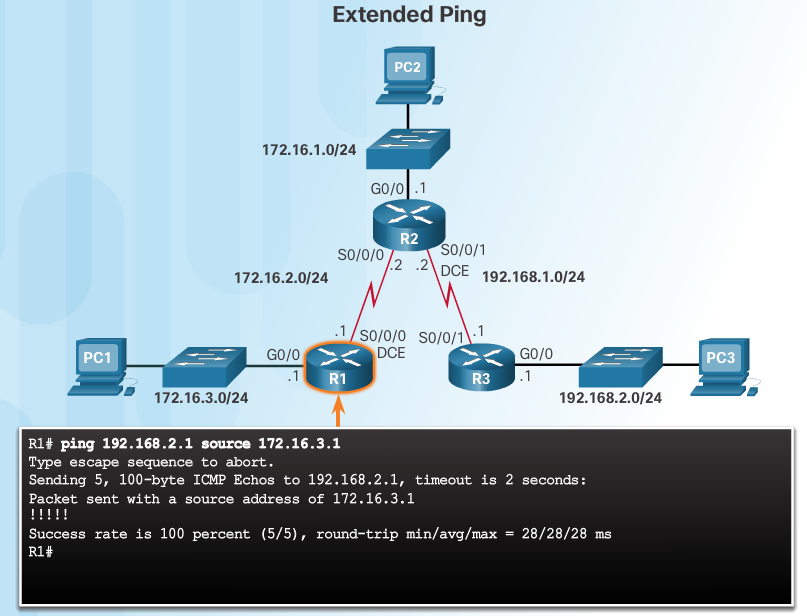 Extended Ping
PC2
172.16.1.0/24
G0/0 .1
R2
S0/0/0 .2 .2 S0/0/1
DCE
172.16.2.0/24
192.168.1.0/24
.1 S0/0/0
DCE
S0/0/1 .1
PC1
G0/0
.1
R1
R3
G0/0
.1
PC3
172.16.3.0/24
192.168.2.0/24
R1# ping 192.168.2.1 source 172.16.3.1
Type escape sequence to abort.
Sending 5, 100-byte ICMP Echos to 192.168.2.1, timeout is 2 seconds:
Packet sent with a source address of 172.16.3.1
!!!!!
Success rate is 100 percent (5/5), round-trip min/avg/max = 28/28/28 ms
R1#